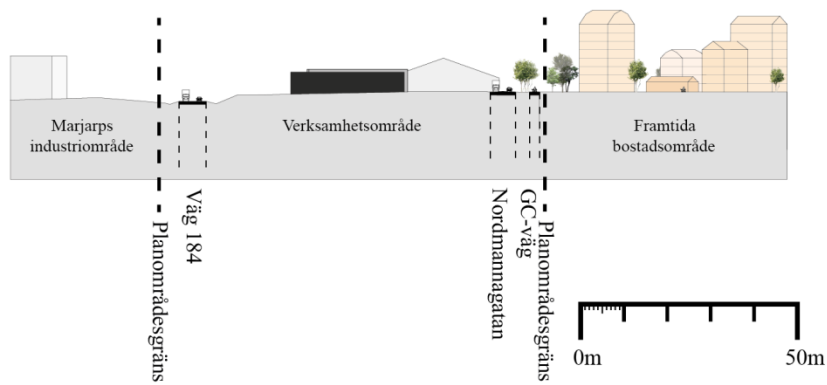 Marjarps
industriområde
Verksamhetsområde
Framtida
bostadsområde
Planområdesgräns
Väg 184
Nordmannagatan
GC-väg
Planområdesgräns
0m
50m